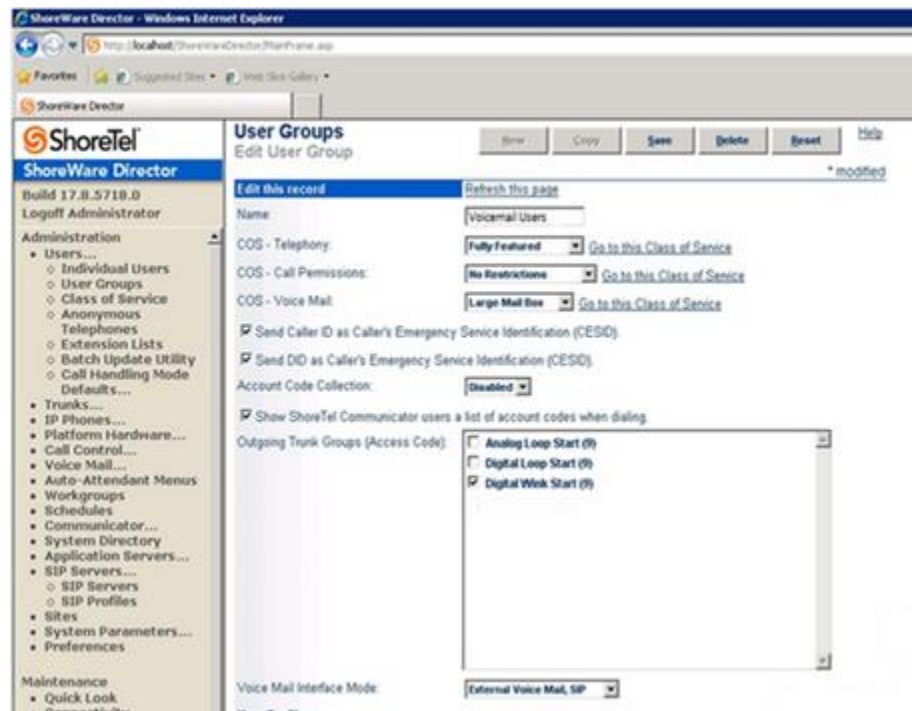 ShoreWare Director - Windows Internet Explorer
http://localhost/ShoreWareDirector/MainFrame.asp
Favorites Suggested Sites Web Slice Gallery
ShoreWare Director
ShoreTel
ShoreWare Director
Build 17.8.5718.0
Logoff Administrator
Administration
Users...
Individual Users
User Groups
Class of Service
Anonymous
Telephones
Extension Lists
Batch Update Utility
Call Handling Mode
Defaults...
Trunks...
IP Phones...
Platform Hardware...
Call Control...
Voice Mail...
Auto-Attendant Menus
Workgroups
Schedules
Communicator...
System Directory
Application Servers...
SIP Servers...
SIP Servers
SIP Profiles
Sites
System Parameters...
Preferences
Maintenance
Quick Look
User Groups
Edit User Group
New Copy Save Delete Reset Help
* modified
Edit this record Refresh this page
Name: Voicemail Users
COS - Telephony: Fully Featured Go to this Class of Service
COS - Call Permissions: No Restrictions Go to this Class of Service
COS - Voice Mail: Large Mail Box Go to this Class of Service
Send Caller ID as Caller's Emergency Service Identification (CESID).
Send DID as Caller's Emergency Service Identification (CESID).
Account Code Collection: Disabled
Show ShoreTel Communicator users a list of account codes when dialing.
Outgoing Trunk Groups (Access Code): Analog Loop Start (9)
Digital Loop Start (9)
Digital Wink Start (9)
Voice Mail Interface Mode: External Voice Mail, SIP